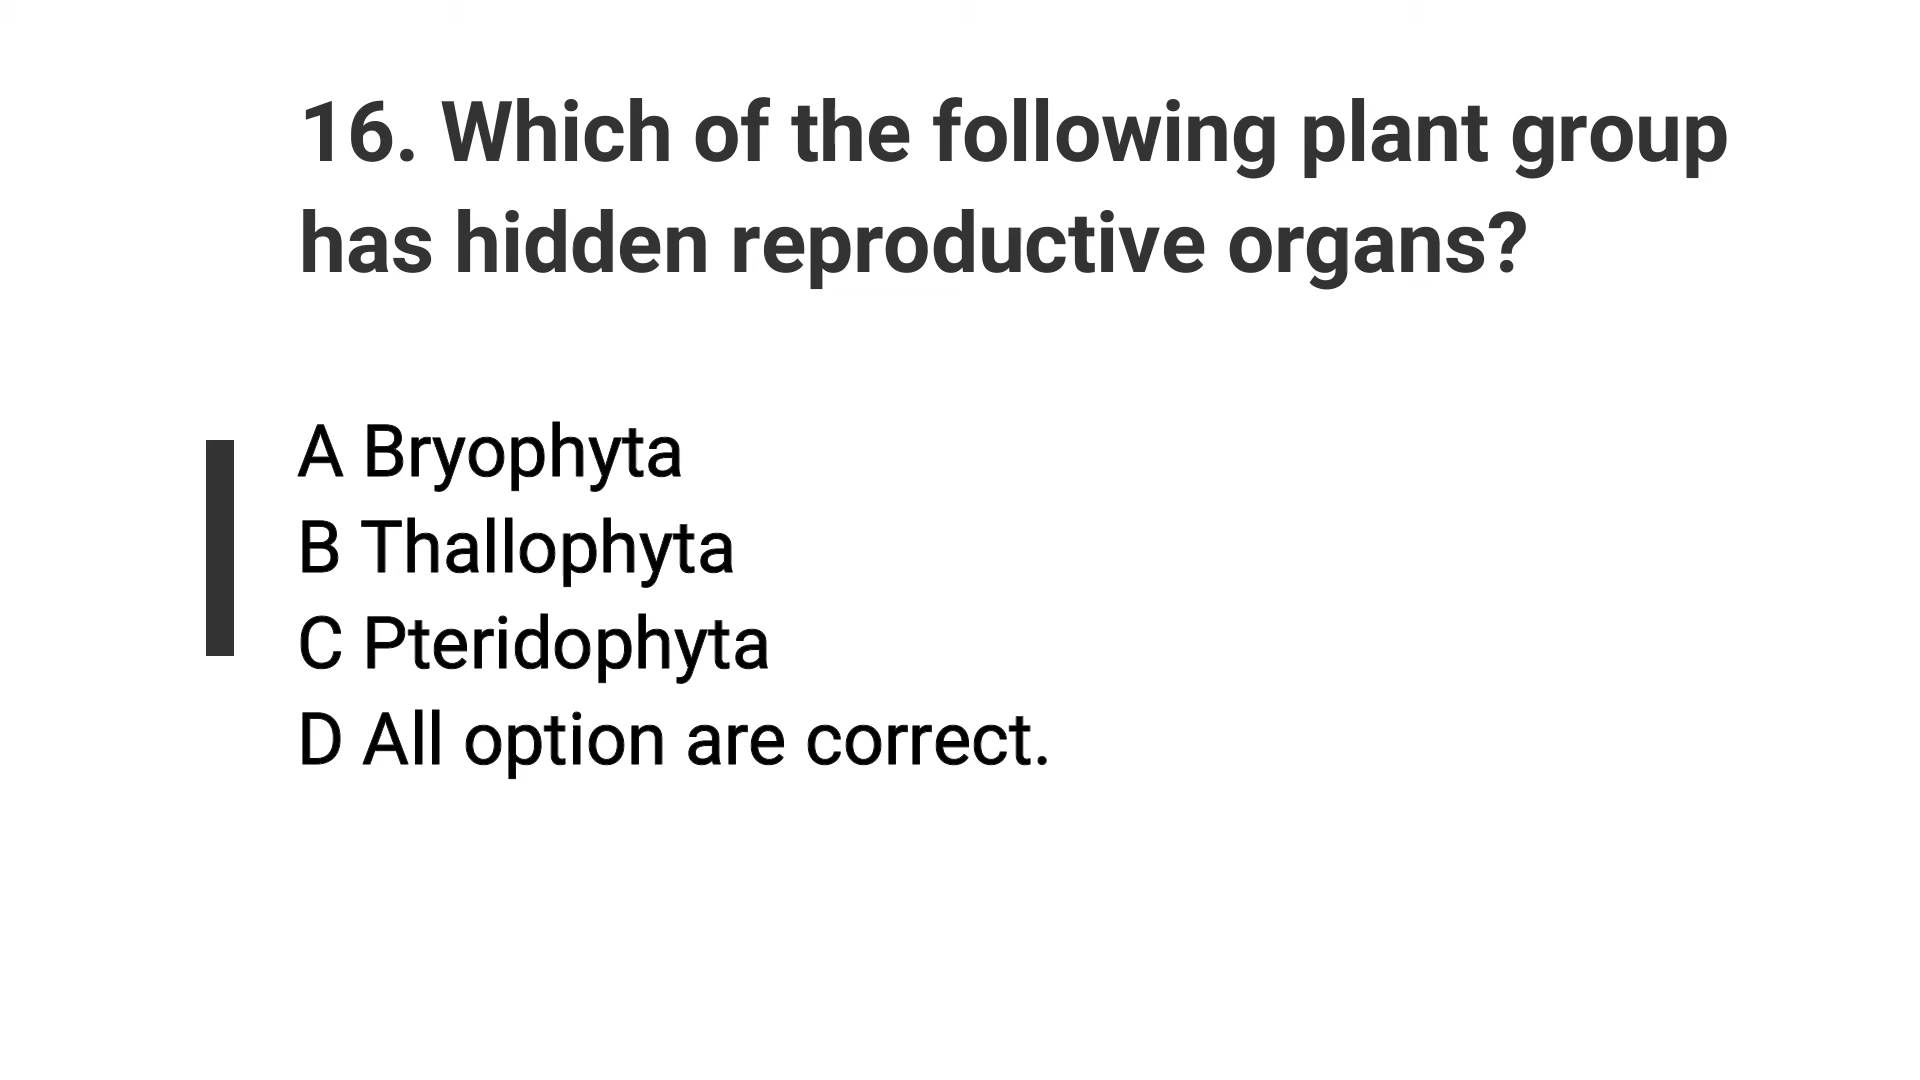 16. Which of the following plant group
has hidden reproductive organs?
A Bryophyta
B Thallophyta
C Pteridophyta
D All option are correct.